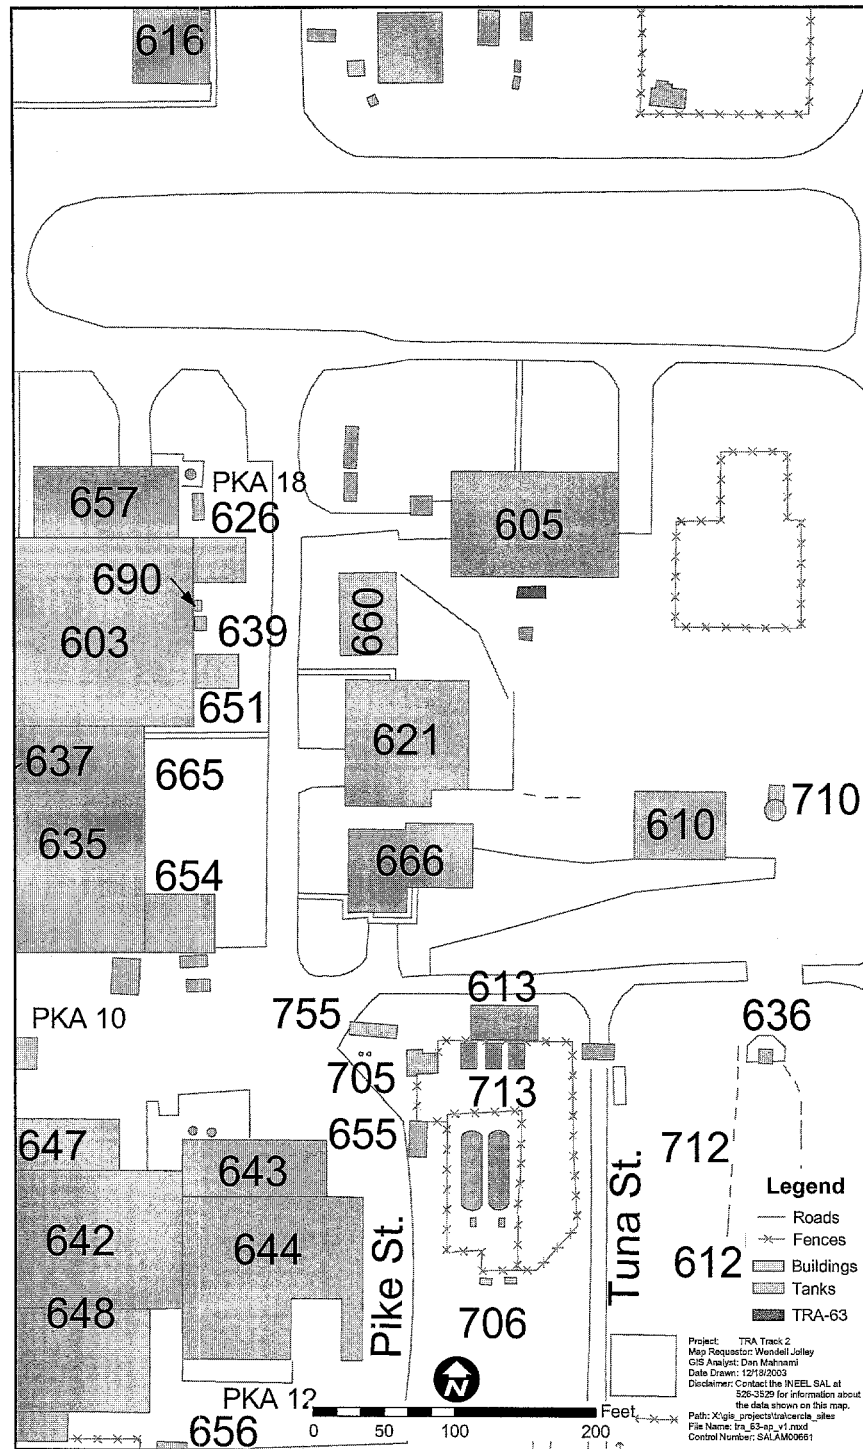 616
657
PKA 18
626
605
690
603
639
660
651
621
637
665
710
635
610
666
654
613
755
636
PKA 10
705
713
655
647
712
643
Legend
Roads
642
644
Pike St.
Tuna St.
Fences
612
Buildings
648
Tanks
706
TRA-63
Project: TRA Track 2
Map Requestor: Wendell Jolley
GIS Analyst: Dan Mahnami
Date Drawn: 12/18/2003
Disclaimer: Contact the INEEL SAL at
526-3529 for information about
the data shown on this map.
Path: X:\gis_projects\tra\cercla_sites
File Name: tra_63-ap_v1.mxd
Control Number: SALAM00661
N
PKA 12
Feet
0 50 100 200
656